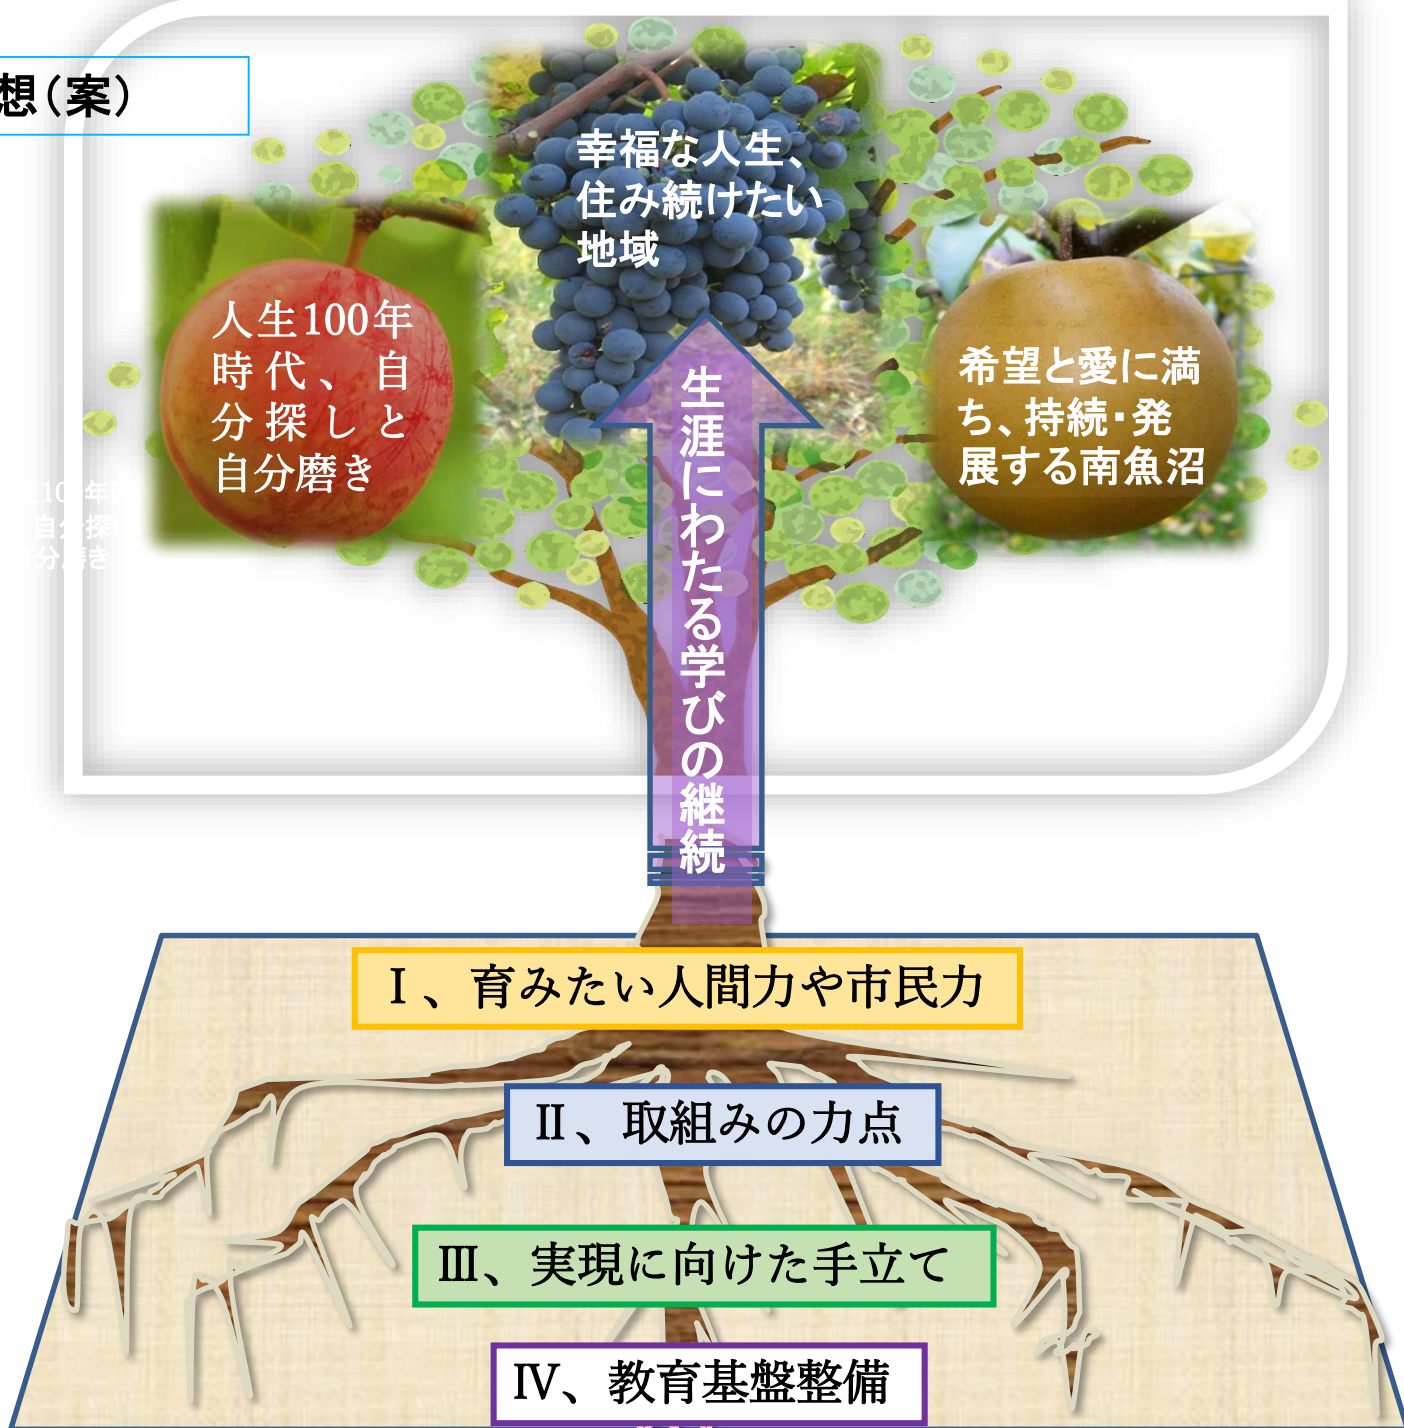 想（案）
幸福な人生、
住み続けたい
地域
人生100年
時代、自
分探しと
自分磨き
希望と愛に満
ち、持続・発
展する南魚沼
生涯にわたる学びの継続
Ⅰ、育みたい人間力や市民力
Ⅱ、取組みの力点
Ⅲ、実現に向けた手立て
Ⅳ、教育基盤整備